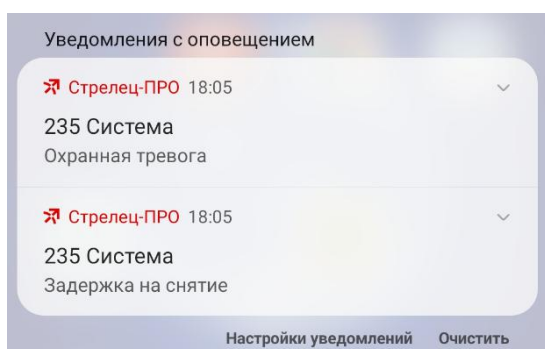 Уведомления с оповещением
Стрелец-ПРО 18:05
235 Система
Охранная тревога
Стрелец-ПРО 18:05
235 Система
Задержка на снятие
Настройки уведомлений Очистить